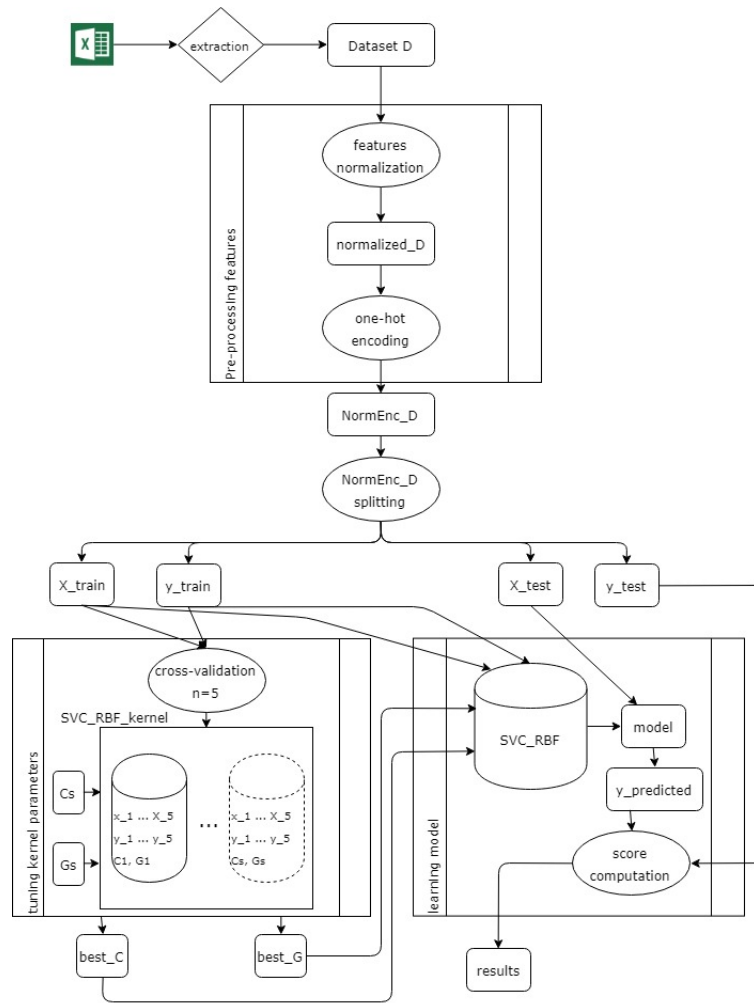 X
extraction
Dataset D
features
normalization
normalized_D
one-hot
encoding
Pre-processing features
NormEnc_D
NormEnc_D
splitting
X_train
y_train
X_test
y_test
cross-validation
n=5
SVC_RBF_kernel
Cs
Gs
x_1 ... X_5
y_1 ... y_5
C1, G1
...
x_1 ... X_5
y_1 ... y_5
Cs, Gs
tuning kernel parameters
best_C
best_G
SVC_RBF
model
y_predicted
score
computation
learning model
results